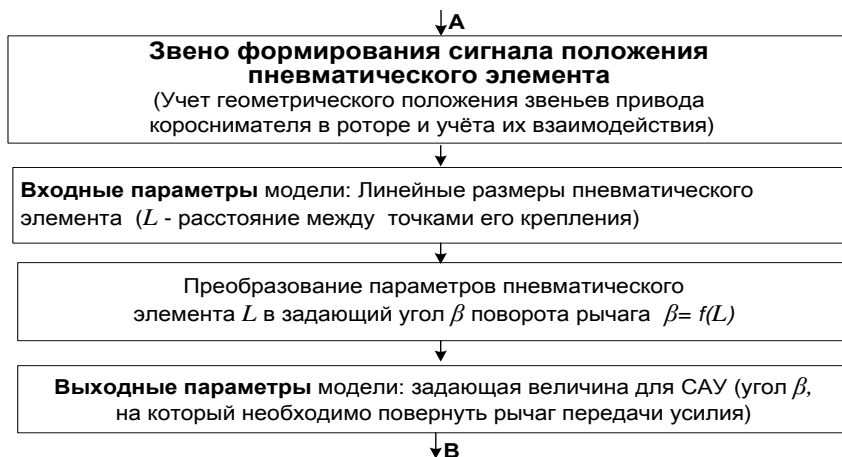 A
Звено формирования сигнала положения
пневматического элемента
(Учет геометрического положения звеньев привода
короснимателя в роторе и учёта их взаимодействия)
Входные параметры модели: Линейные размеры пневматического
элемента (L - расстояние между точками его крепления)
Преобразование параметров пневматического
элемента L в задающий угол β поворота рычага β= f(L)
Выходные параметры модели: задающая величина для САУ (угол β,
на который необходимо повернуть рычаг передачи усилия)
В